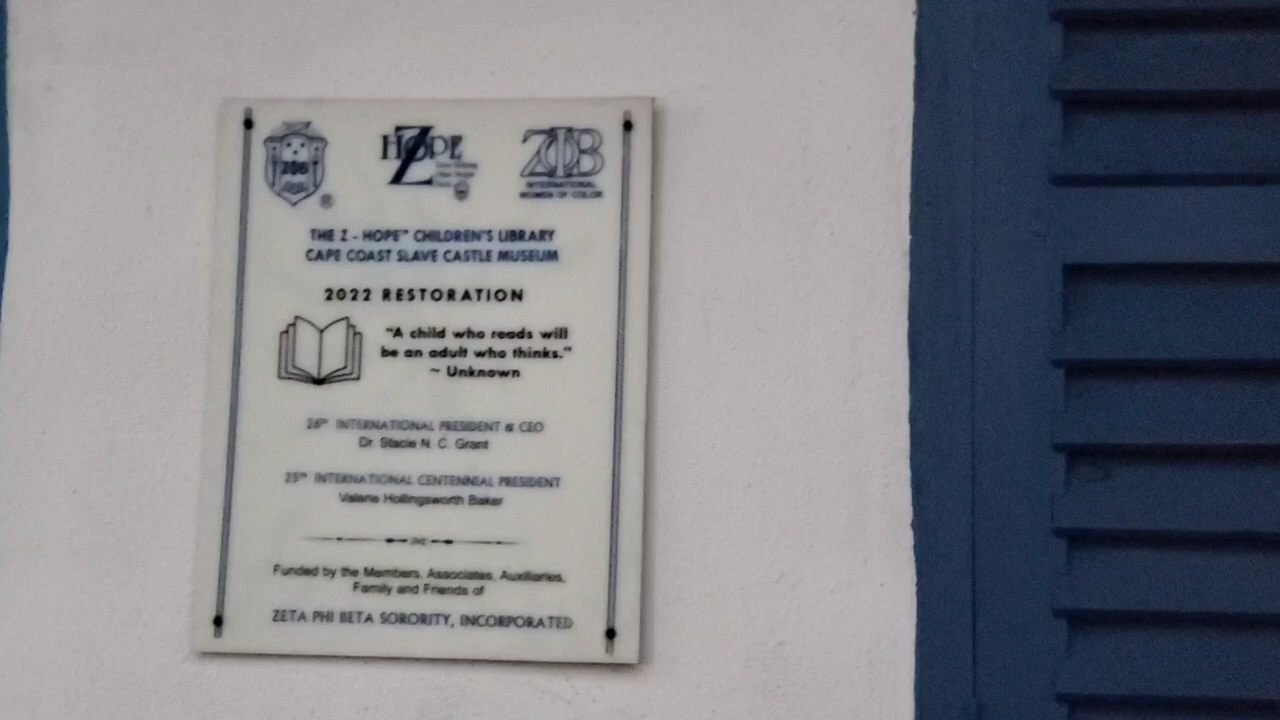 ZΦB
Z HOPE
ZΦB
INTERNATIONAL
WOMEN OF COLOR
THE Z - HOPE™ CHILDREN'S LIBRARY
CAPE COAST SLAVE CASTLE MUSEUM
2022 RESTORATION
"A child who reads will
be an adult who thinks."
~ Unknown
26TH INTERNATIONAL PRESIDENT & CEO
Dr. Stacie N. C. Grant
25TH INTERNATIONAL CENTENNIAL PRESIDENT
Valerie Hollingsworth Baker
Funded by the Members, Associates, Auxiliaries,
Family and Friends of
ZETA PHI BETA SORORITY, INCORPORATED